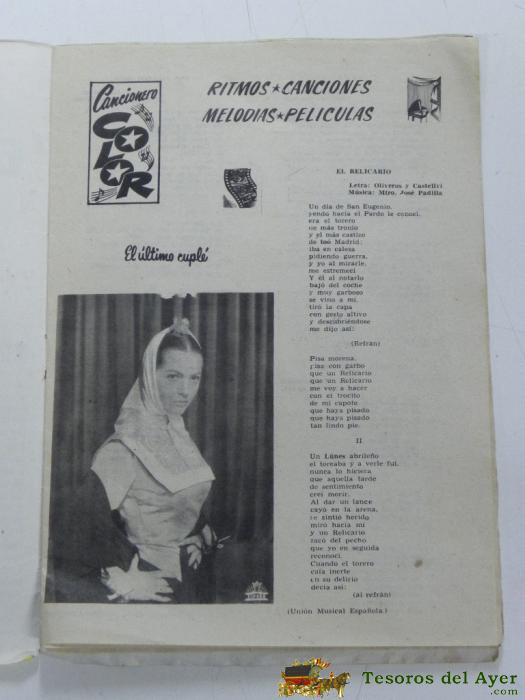 Cancionero
COLOR
RITMOS★CANCIONES
MELODIAS★PELICULAS
El último cuplé
EL RELICARIO
Letra: Oliveros y Castellví
Música: Mtro. José Padilla
Un día de San Eugenio,
yendo hacia el Pardo le conocí,
era el torero
de más tronío
y el más castizo
de too Madrid;
iba en calesa
pidiendo guerra,
y yo al mirarle,
me estremecí
Y él al notarlo
bajó del coche
y muy garboso
se vino a mí,
tiró la capa
con gesto altivo
y descubriéndose
me dijo así:
(Refrán)
Pisa morena,
pisa con garbo
que un Relicario
que un Relicario
me voy a hacer
con el trocito
de mi capote
que haya pisado
que haya pisado
tan lindo pie.
II
Un Lúnes abrileño
él toreaba y a verle fuí,
nunca lo hiciera
que aquella tarde
de sentimiento
creí morir.
Al dar un lance
cayó en la arena,
se sintió herido
miró hacia mí
y un Relicario
sacó del pecho
que yo en seguida
reconocí.
Cuando el torero
caía inerte
en su delirio
decía así:
(al refrán)
(Unión Musical Española.)
Tesoros del Ayer
.com